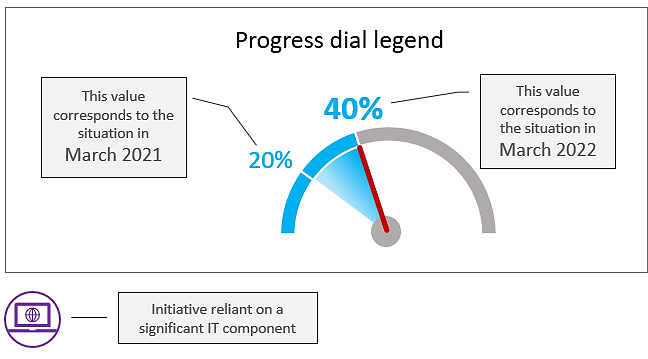 Progress dial legend
This value
corresponds to the
situation in
March 2021
20%
40%
This value
corresponds to
the situation in
March 2022
Initiative reliant on a
significant IT component